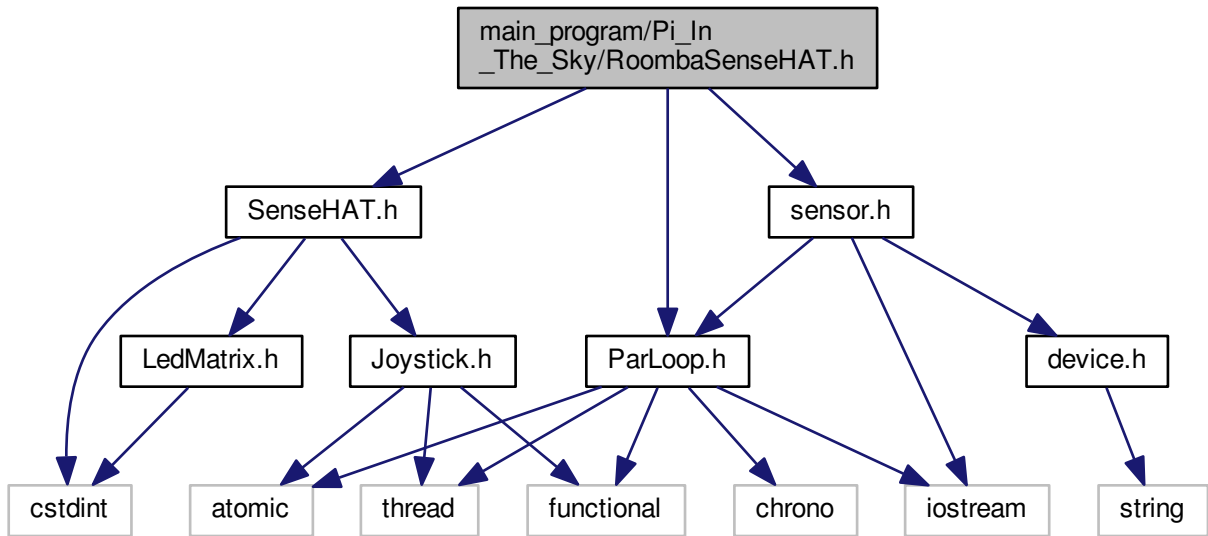 main_program/Pi_In
_The_Sky/RoombaSenseHAT.h
SenseHAT.h
sensor.h
LedMatrix.h
Joystick.h
ParLoop.h
device.h
cstdint
atomic
thread
functional
chrono
iostream
string